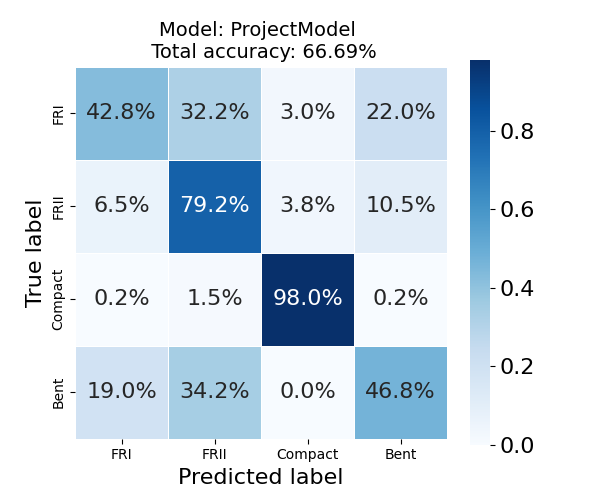 Model: ProjectModel
Total accuracy: 66.69%
FRI 42.8% 32.2% 3.0% 22.0%
FRII 6.5% 79.2% 3.8% 10.5%
Compact 0.2% 1.5% 98.0% 0.2%
Bent 19.0% 34.2% 0.0% 46.8%
FRI FRII Compact Bent
Predicted label
True label
0.8
0.6
0.4
0.2
0.0